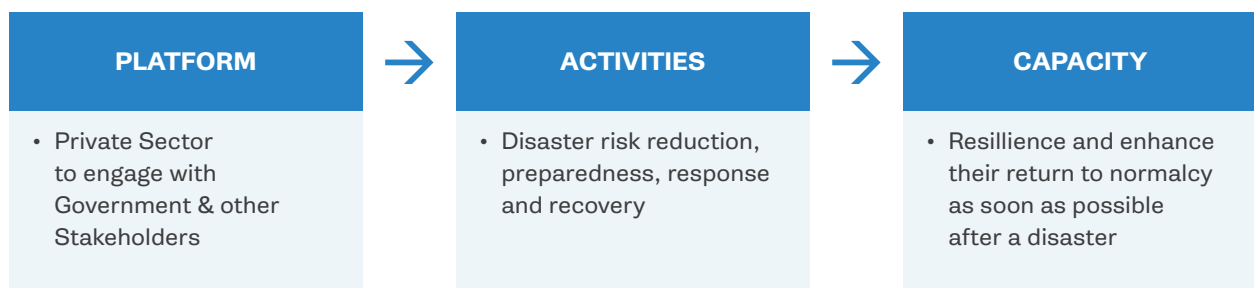 PLATFORM
• Private Sector
to engage with
Government & other
Stakeholders
ACTIVITIES
• Disaster risk reduction,
preparedness, response
and recovery
CAPACITY
• Resillience and enhance
their return to normalcy
as soon as possible
after a disaster